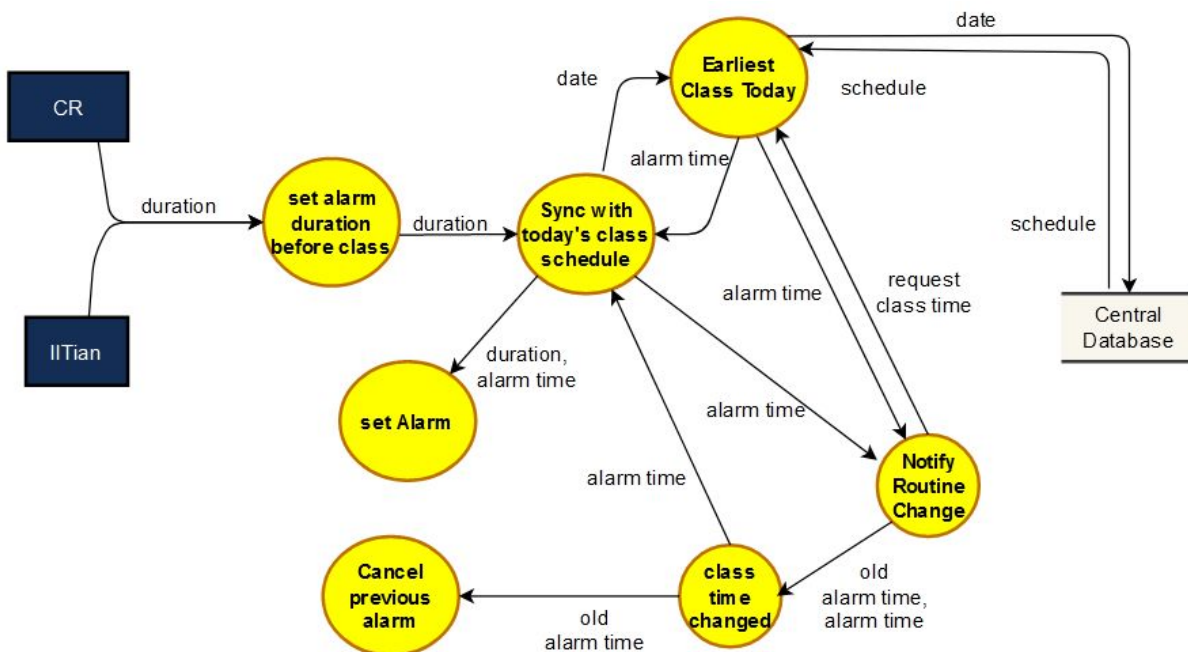 date
Earliest
Class Today
CR
date
schedule
alarm time
set alarm
duration
before class
duration
duration
Sync with
today's class
schedule
schedule
alarm time
request
class time
Central
Database
IITian
duration,
alarm time
set Alarm
alarm time
alarm time
Notify
Routine
Change
Cancel
previous
alarm
class
time
changed
old
alarm time,
alarm time
old
alarm time